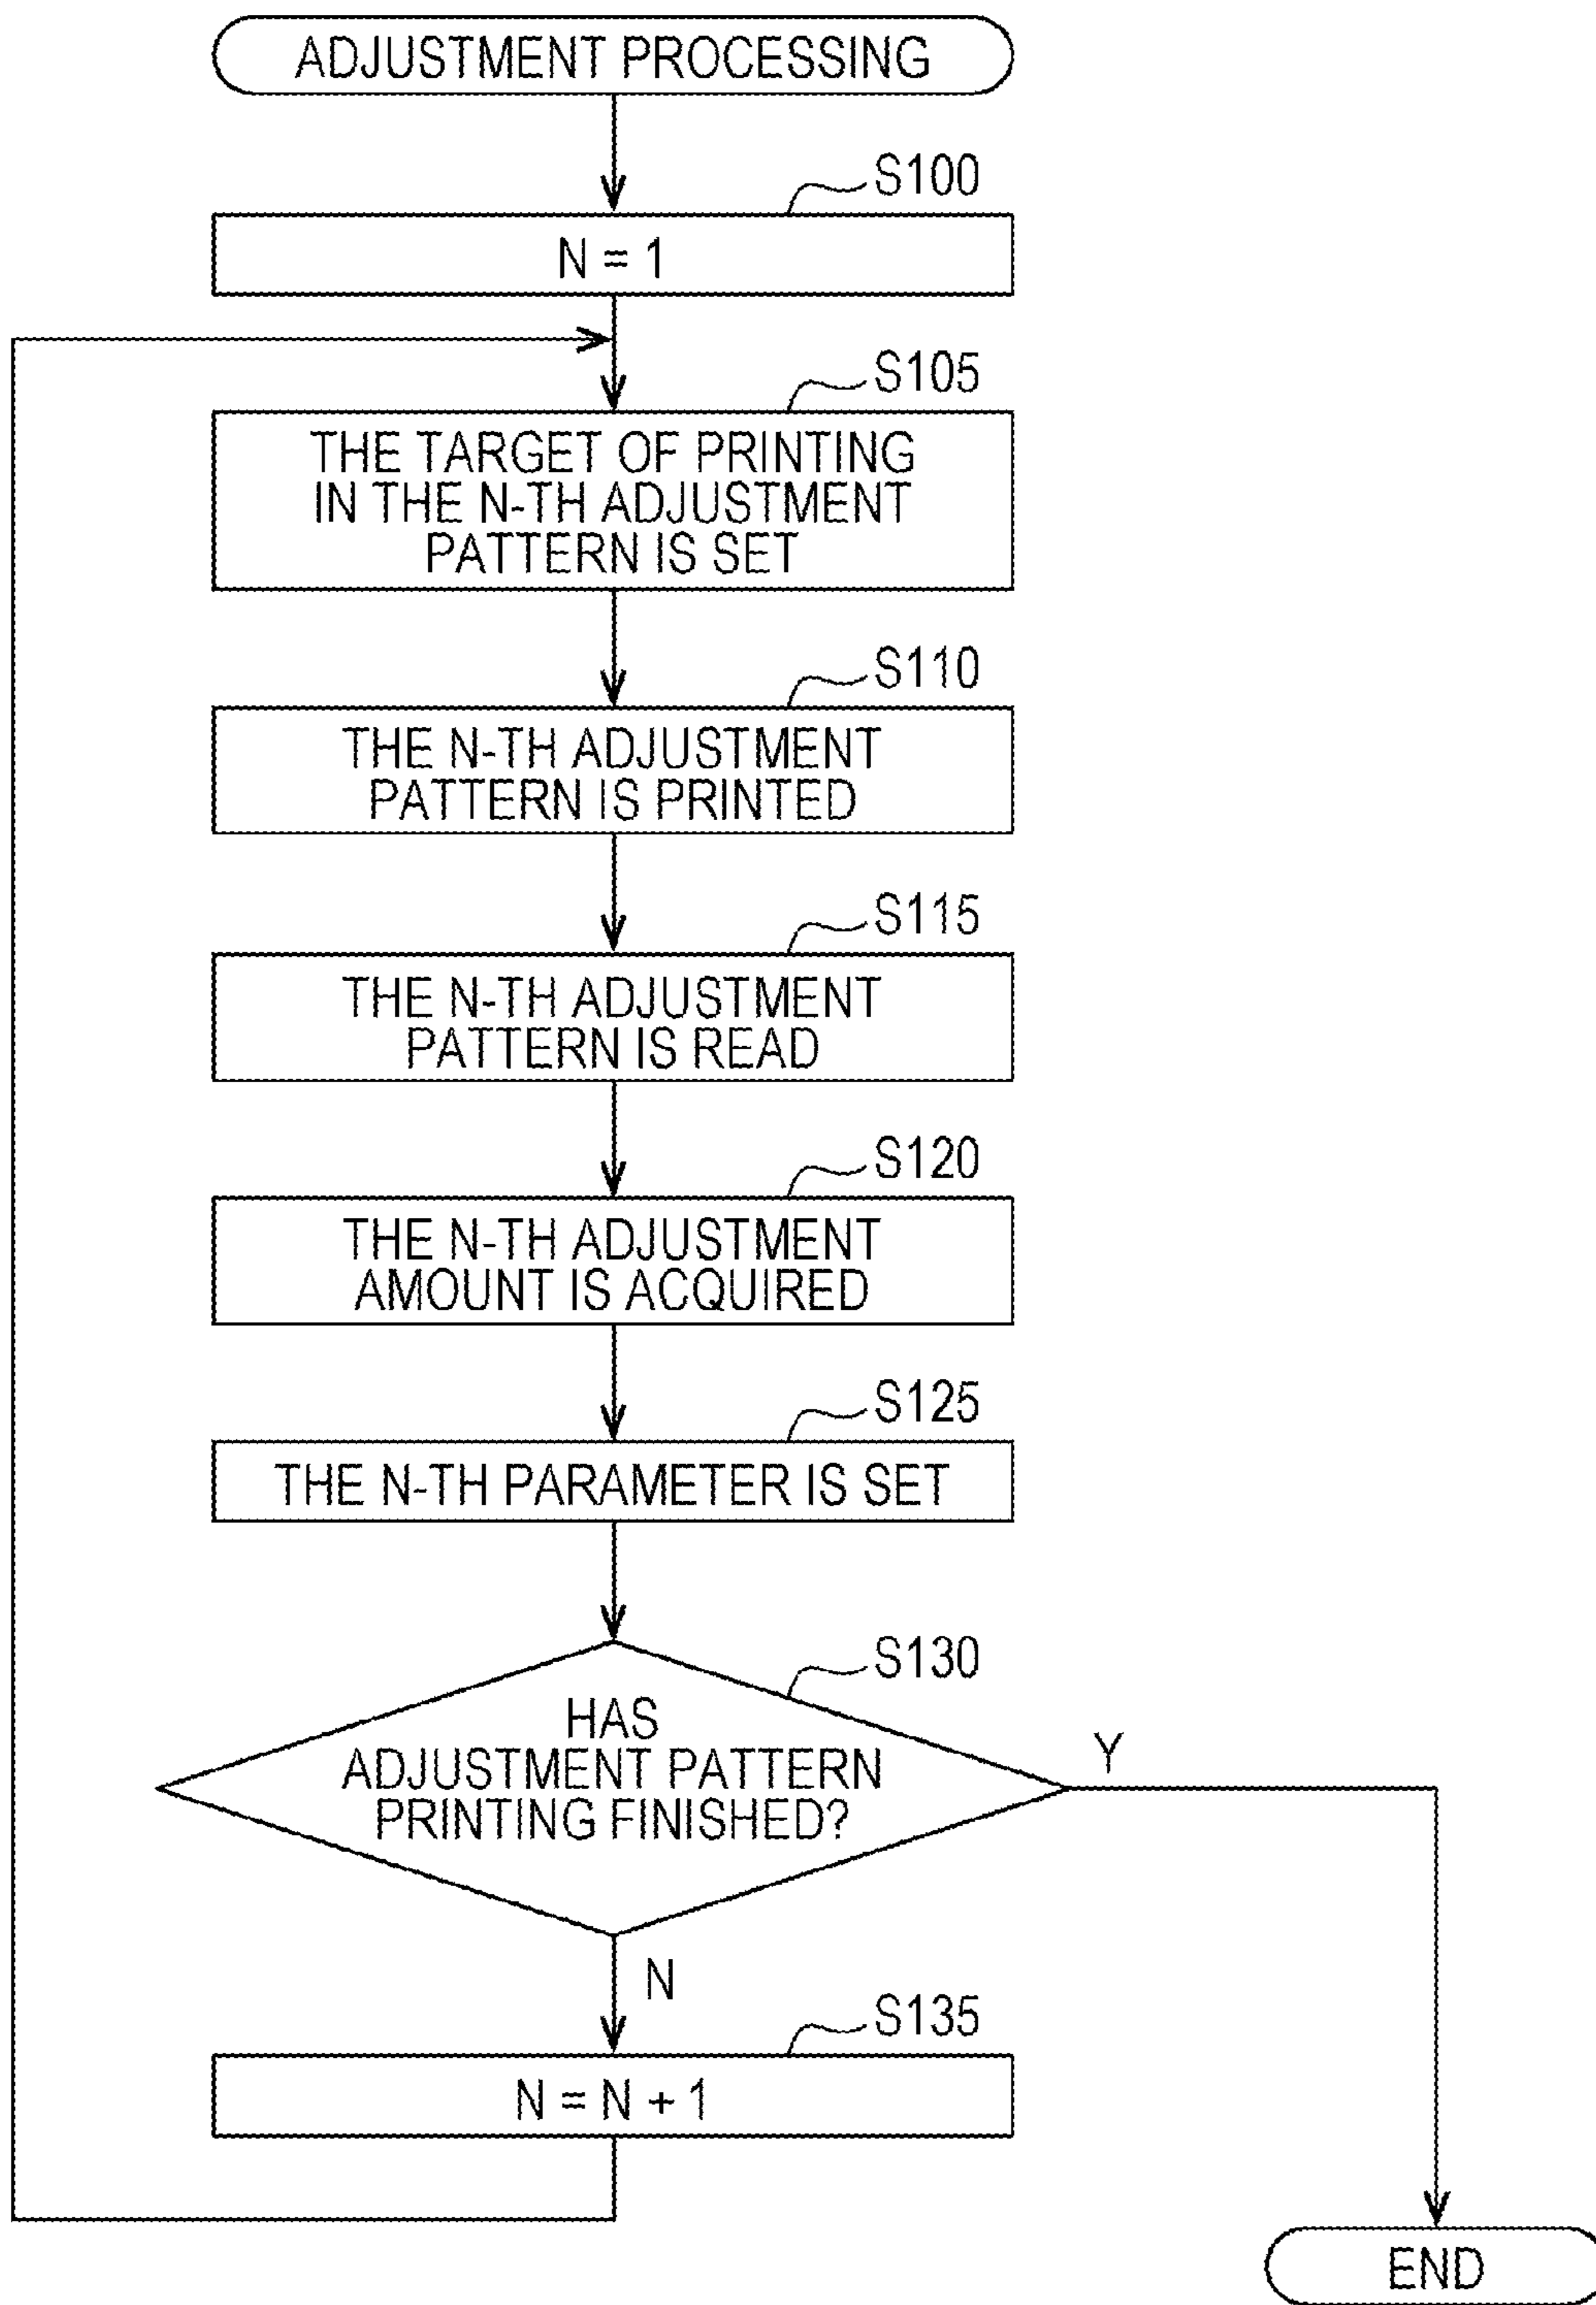 ADJUSTMENT PROCESSING
S100
N = 1
S105
THE TARGET OF PRINTING
IN THE N-TH ADJUSTMENT
PATTERN IS SET
S110
THE N-TH ADJUSTMENT
PATTERN IS PRINTED
S115
THE N-TH ADJUSTMENT
PATTERN IS READ
S120
THE N-TH ADJUSTMENT
AMOUNT IS ACQUIRED
S125
THE N-TH PARAMETER IS SET
S130
HAS
ADJUSTMENT PATTERN
PRINTING FINISHED?
Y
N
S135
N = N + 1
END